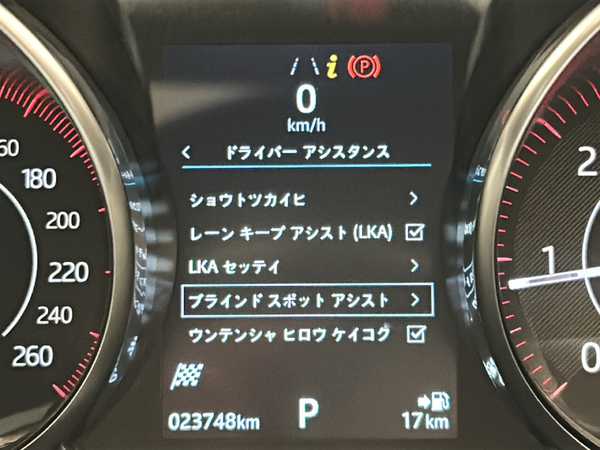 i (P)
0
km/h
< ドライバー アシスタンス
ショウトツカイヒ >
レーン キープ アシスト (LKA)
LKA セッテイ >
ブラインド スポット アシスト >
ウンテンシャ ヒロウ ケイコク
023748km P 17km
180
200
220
240
260
2
1
0